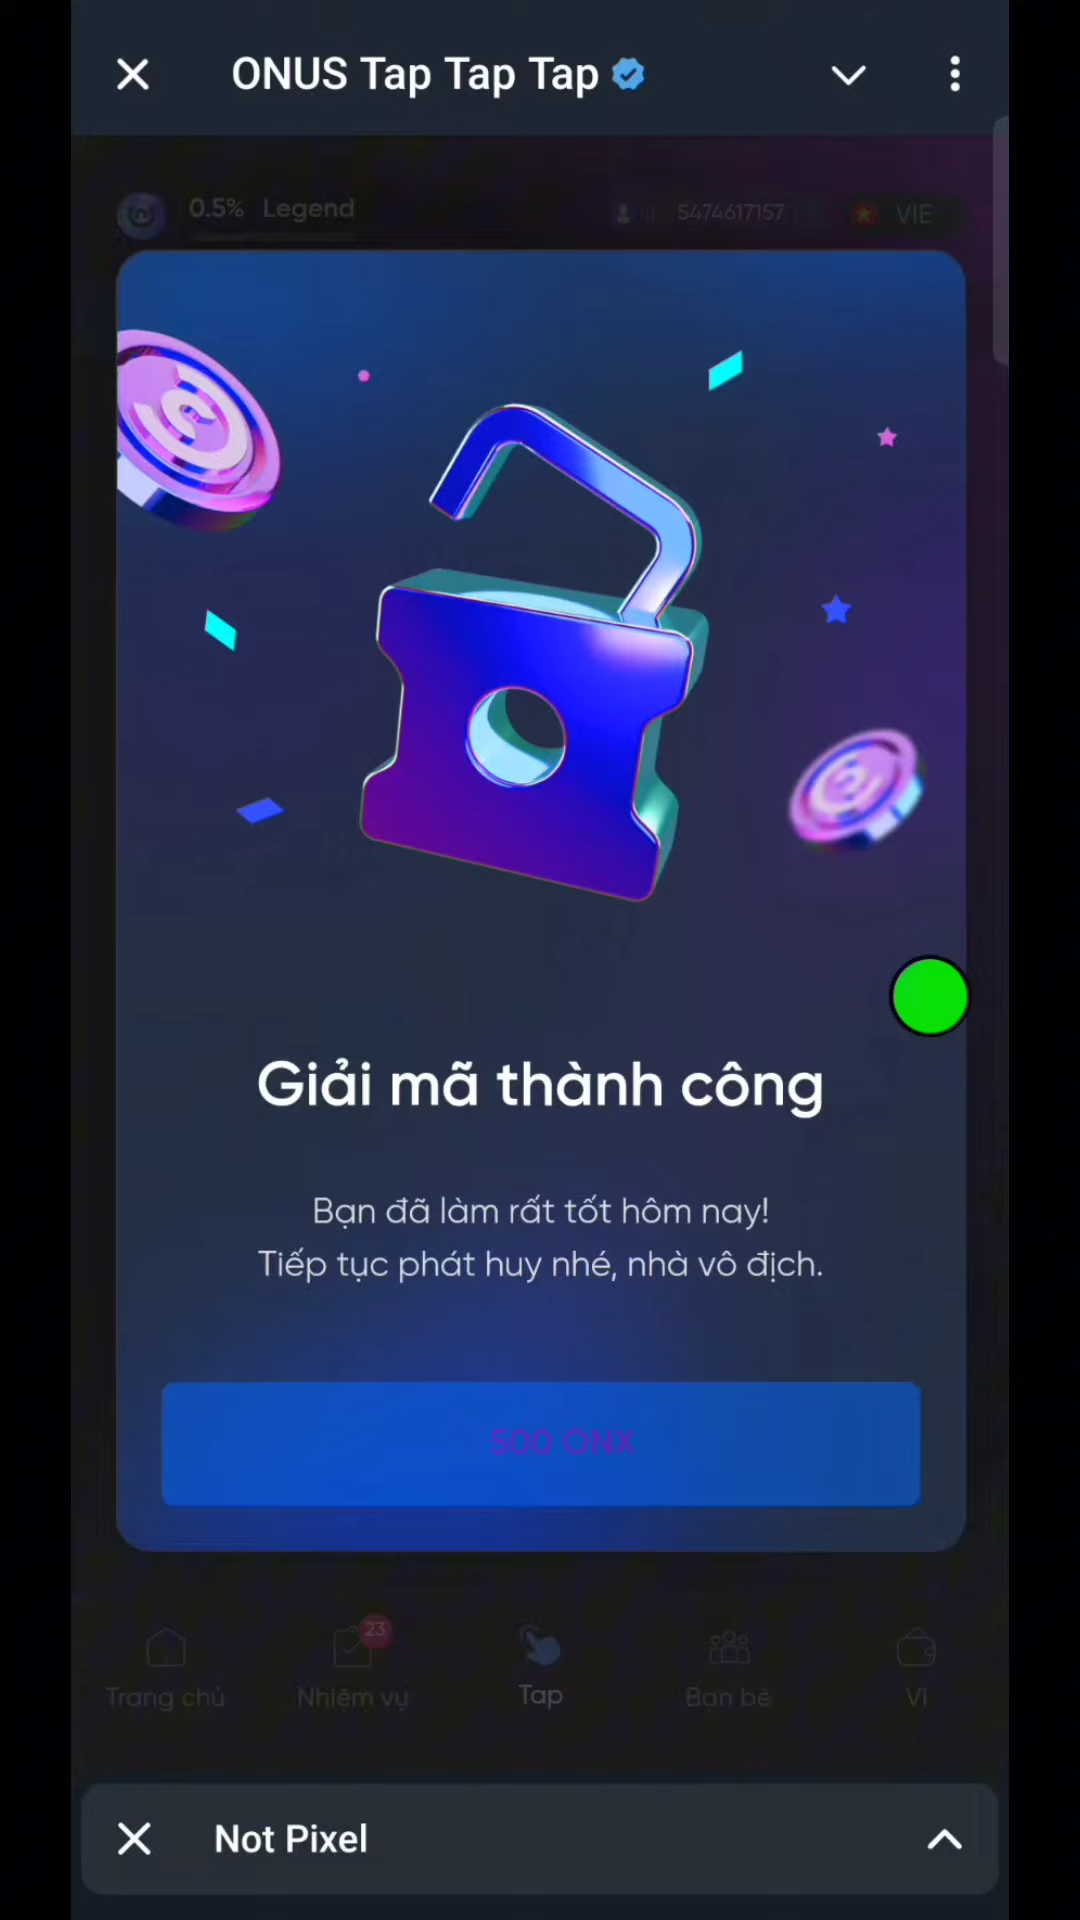 ONUS Tap Tap Tap
0.5% Legend
5474617157
VIE
Giải mã thành công
Bạn đã làm rất tốt hôm nay!
Tiếp tục phát huy nhé, nhà vô địch.
500 ONX
23
Trang chủ
Nhiệm vụ
Tap
Bạn bè
Ví
Not Pixel